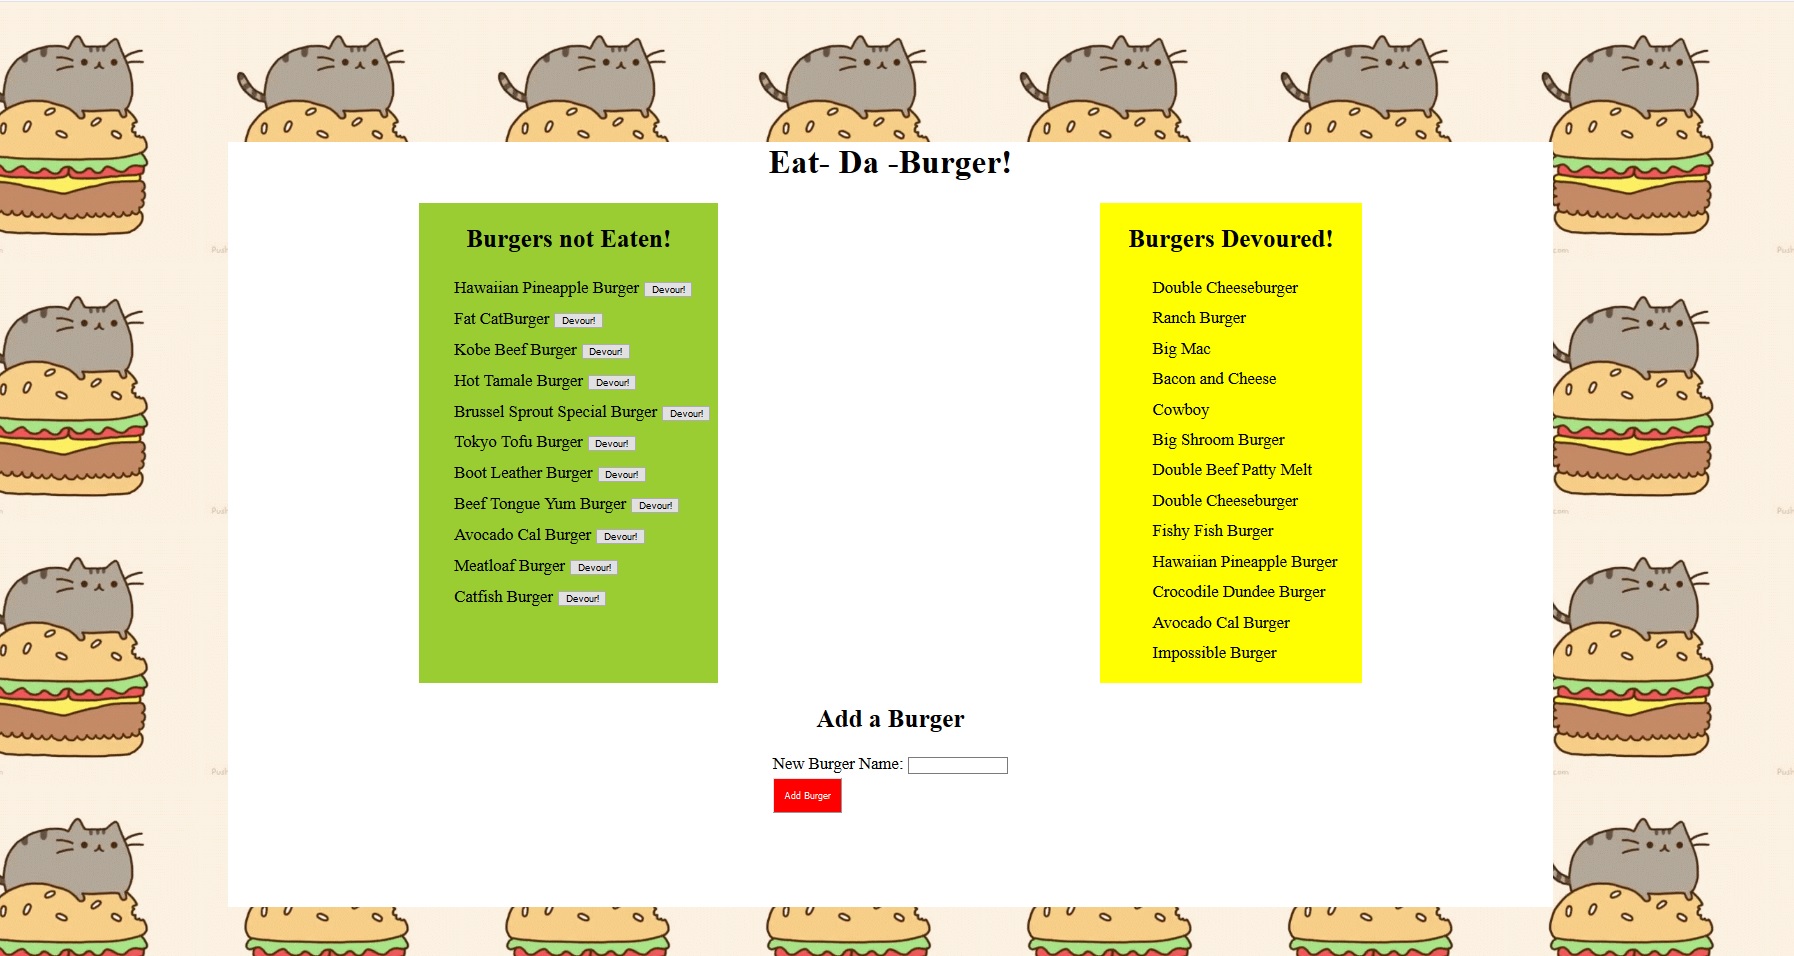 Eat- Da -Burger!
Burgers not Eaten!
Hawaiian Pineapple Burger Devour!
Fat CatBurger Devour!
Kobe Beef Burger Devour!
Hot Tamale Burger Devour!
Brussel Sprout Special Burger Devour!
Tokyo Tofu Burger Devour!
Boot Leather Burger Devour!
Beef Tongue Yum Burger Devour!
Avocado Cal Burger Devour!
Meatloaf Burger Devour!
Catfish Burger Devour!
Burgers Devoured!
Double Cheeseburger
Ranch Burger
Big Mac
Bacon and Cheese
Cowboy
Big Shroom Burger
Double Beef Patty Melt
Double Cheeseburger
Fishy Fish Burger
Hawaiian Pineapple Burger
Crocodile Dundee Burger
Avocado Cal Burger
Impossible Burger
Add a Burger
New Burger Name:
Add Burger